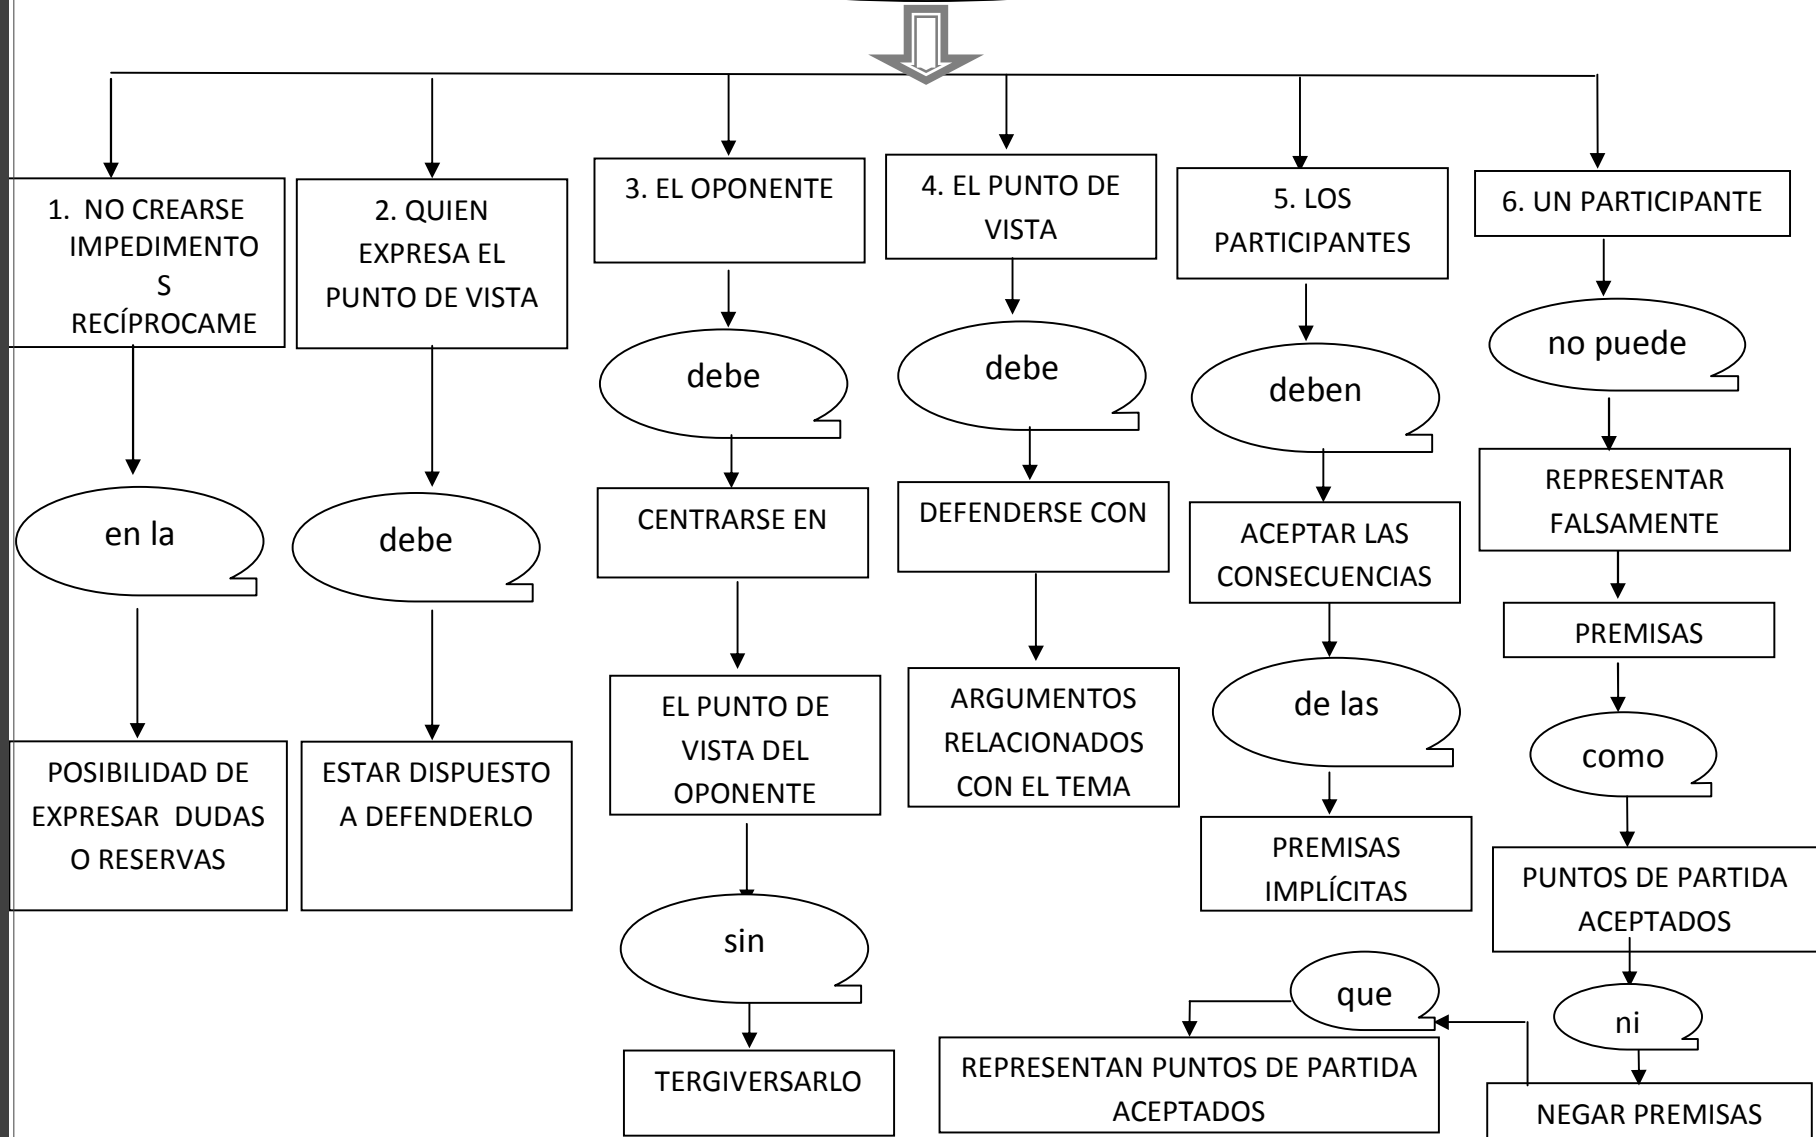 1. NO CREARSE
IMPEDIMENTO
S
RECÍPROCAME
en la
POSIBILIDAD DE
EXPRESAR DUDAS
O RESERVAS
2. QUIEN
EXPRESA EL
PUNTO DE VISTA
debe
ESTAR DISPUESTO
A DEFENDERLO
3. EL OPONENTE
debe
CENTRARSE EN
EL PUNTO DE
VISTA DEL
OPONENTE
sin
TERGIVERSARLO
4. EL PUNTO DE
VISTA
debe
DEFENDERSE CON
ARGUMENTOS
RELACIONADOS
CON EL TEMA
5. LOS
PARTICIPANTES
deben
ACEPTAR LAS
CONSECUENCIAS
de las
PREMISAS
IMPLÍCITAS
6. UN PARTICIPANTE
no puede
REPRESENTAR
FALSAMENTE
PREMISAS
como
PUNTOS DE PARTIDA
ACEPTADOS
ni
NEGAR PREMISAS
que
REPRESENTAN PUNTOS DE PARTIDA
ACEPTADOS